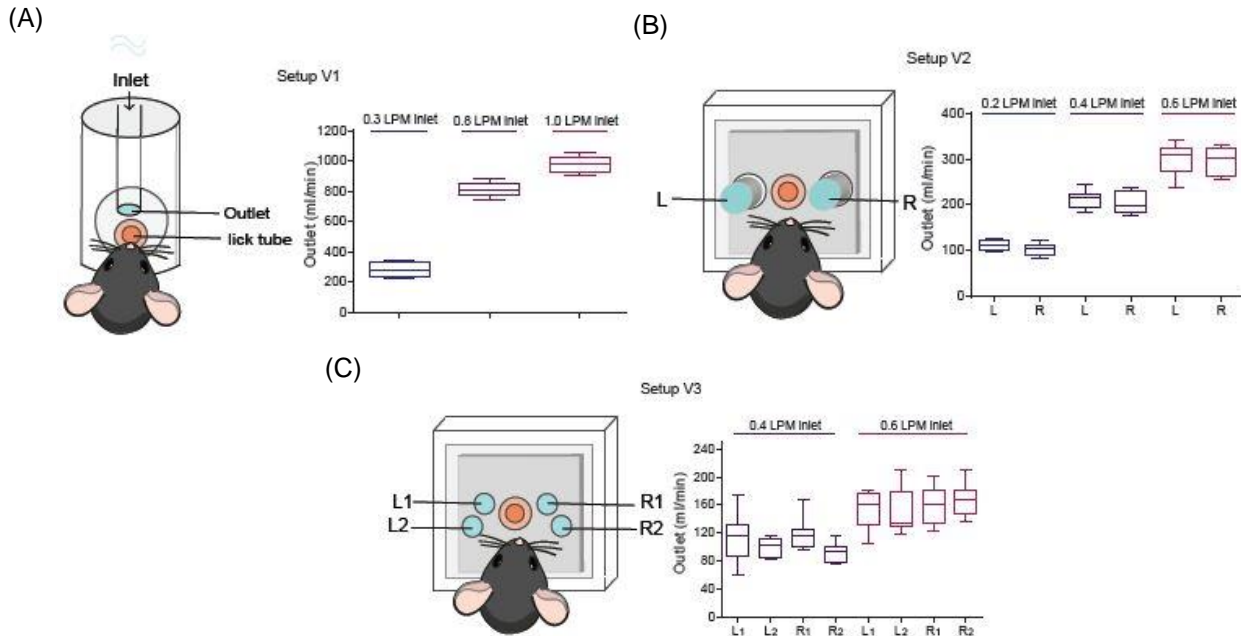 (A)
Inlet
Outlet
lick tube
Setup V1
0.3 LPM Inlet
0.8 LPM Inlet
1.0 LPM Inlet
Outlet (ml/min)
1200
1000
800
600
400
200
0
(B)
Setup V2
L
R
0.2 LPM Inlet
0.4 LPM Inlet
0.6 LPM Inlet
Outlet (ml/min)
400
300
200
100
0
L R L R L R
(C)
Setup V3
L1
L2
R1
R2
0.4 LPM Inlet
0.6 LPM Inlet
Outlet (ml/min)
240
200
160
120
80
40
0
L1 L2 R1 R2 L1 L2 R1 R2